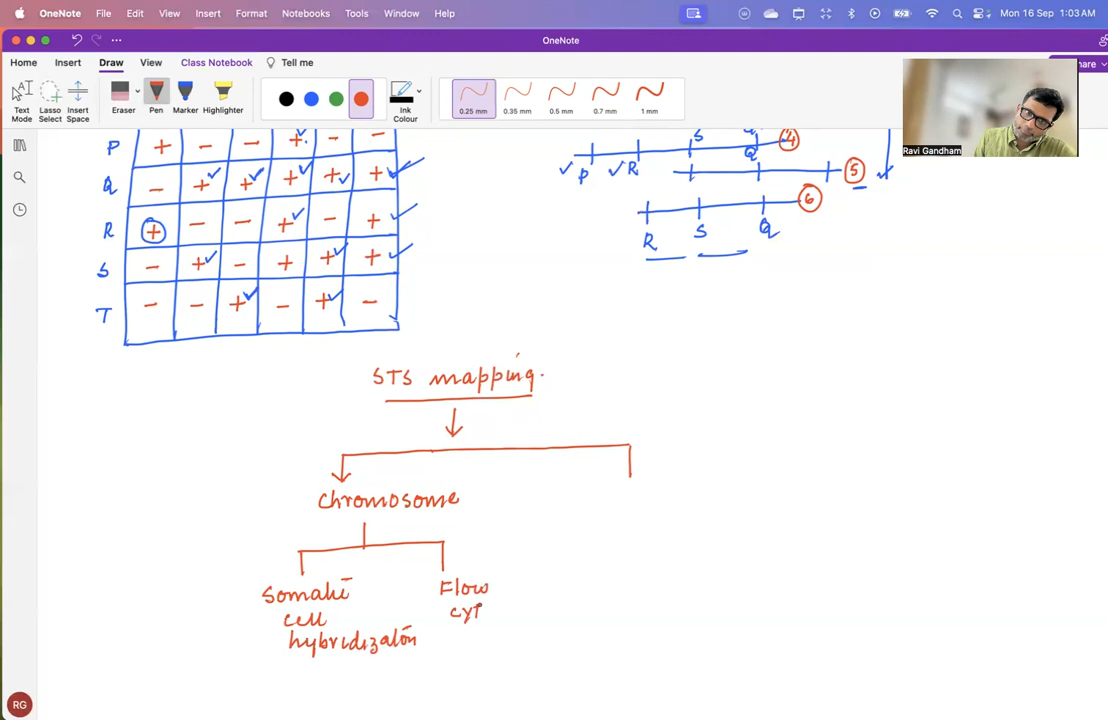 OneNote File Edit View Insert Format Notebooks Tools Window Help Mon 16 Sep 1:03 AM
OneNote
Home Insert Draw View Class Notebook Tell me Share
Text Mode
Lasso Select
Insert Space
Eraser
Pen
Marker
Highlighter
Ink Colour
0.25 mm
0.35 mm
0.5 mm
0.7 mm
1 mm
Ravi Gandham
P + - - + - -
Q - + + + + +
R + - - + - +
S - + - + + +
T - - + - + -
S
P R Q 4
5
6
R S Q
STS mapping.
Chromosome
Somatic
cell
hybridization
Flow
cyt
RG